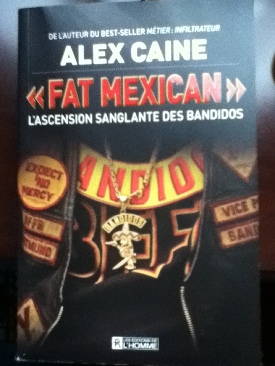 DE L'AUTEUR DU BEST-SELLER MÉTIER : INFILTRATEUR
ALEX CAINE
« FAT MEXICAN »
L'ASCENSION SANGLANTE DES BANDIDOS
EXPECT
NO
MERCY
VICE
BANDIDOS
LES ÉDITIONS DE
L'HOMME